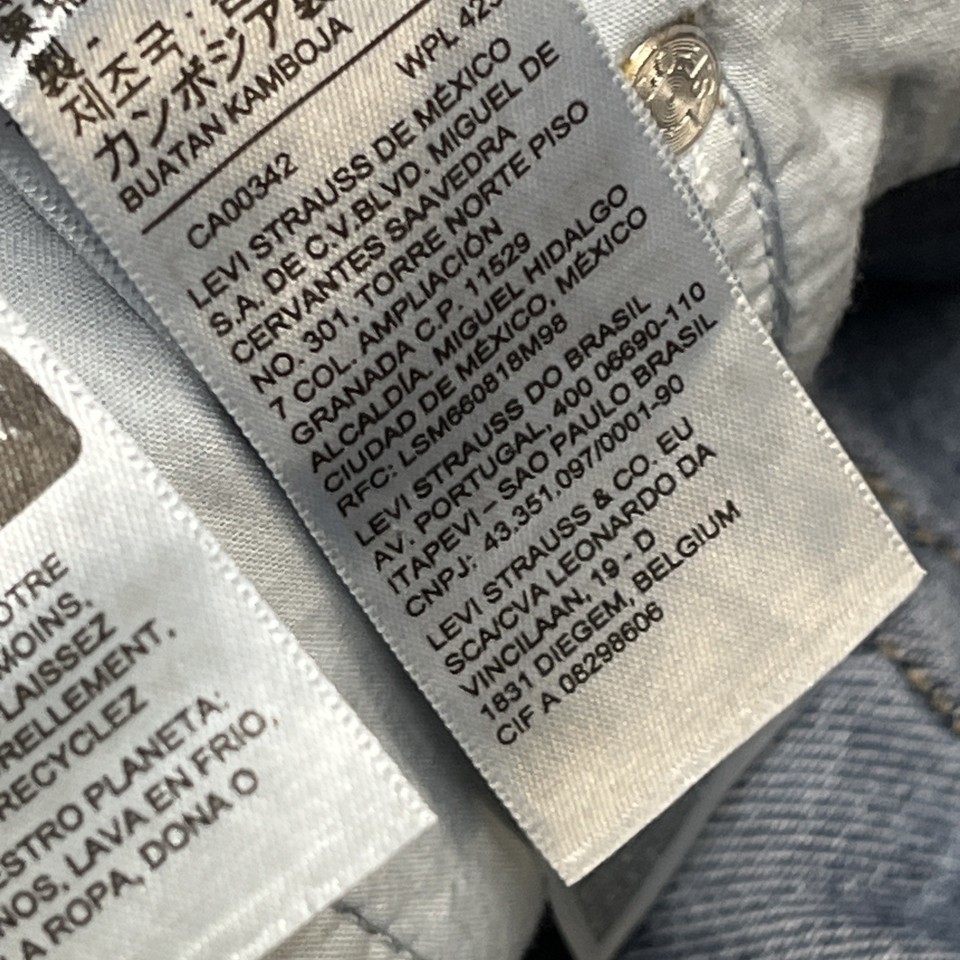 製
제조국:
カンボジア製
BUATAN KAMBOJA
WPL 423
CA00342
LEVI STRAUSS DE MÉXICO
S.A. DE C.V.BLVD. MIGUEL DE
CERVANTES SAAVEDRA
NO. 301, TORRE NORTE PISO
7 COL. AMPLIACIÓN
GRANADA C.P. 11529
ALCALDÍA. MIGUEL HIDALGO
CIUDAD DE MÉXICO, MÉXICO
RFC: LSM660818M98
LEVI STRAUSS DO BRASIL
AV. PORTUGAL, 400 06690-110
ITAPEVI – SAO PAULO BRASIL
CNPJ: 43.351.097/0001-90
LEVI STRAUSS & CO. EU
SCA/CVA LEONARDO DA
VINCILAAN, 19 - D
1831 DIEGEM, BELGIUM
CIF A 08298606
OTRE
MOINS.
LAISSEZ
RELLEMENT.
RECYCLEZ
ESTRO PLANETA:
NOS. LAVA EN FRIO,
LA ROPA, DONA O